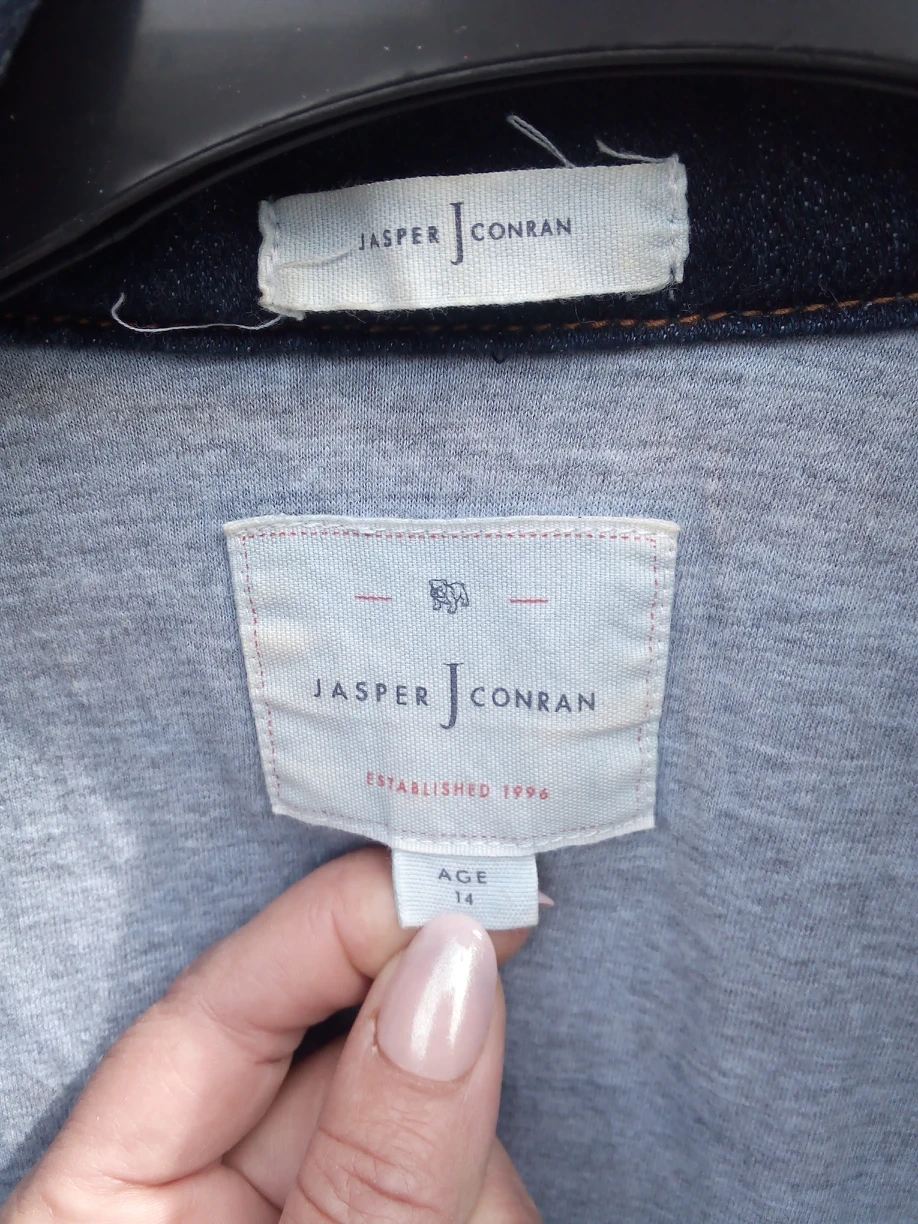 JASPER J CONRAN
JASPER J CONRAN
ESTABLISHED 1996
AGE
14